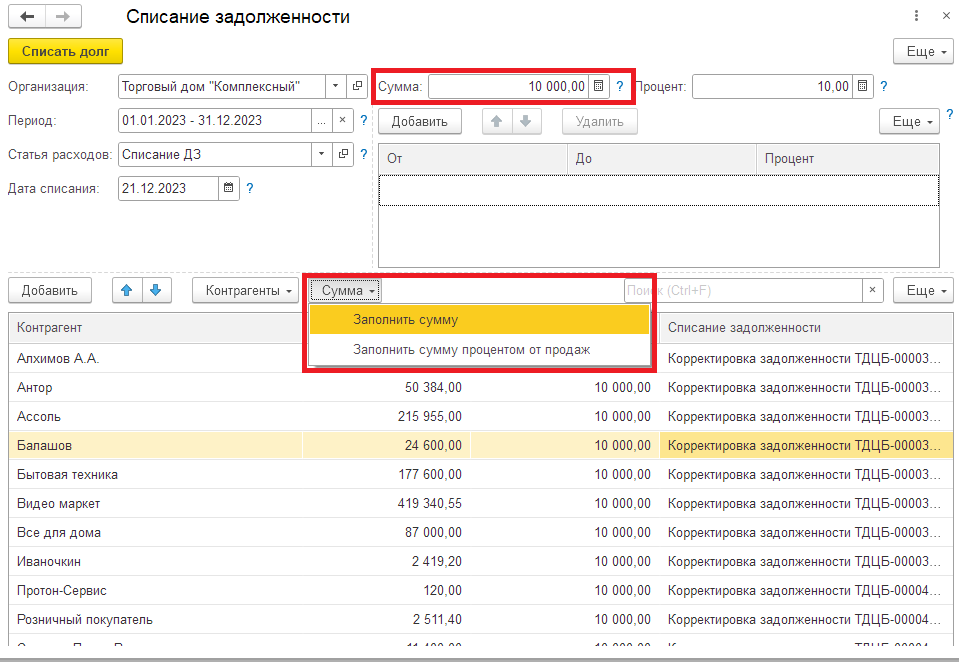 Списание задолженности
Списать долг
Еще
Организация: Торговый дом "Комплексный"
Сумма: 10 000,00 ? Процент: 10,00 ?
Период: 01.01.2023 - 31.12.2023 ... × ?
Добавить Удалить Еще ?
Статья расходов: Списание ДЗ ?
От До Процент
Дата списания: 21.12.2023 ?
Добавить Контрагенты Сумма Поиск (Ctrl+F) × Еще
Заполнить сумму
Заполнить сумму процентом от продаж
Контрагент Списание задолженности
Алхимов А.А. Корректировка задолженности ТДЦБ-00003...
Антор 50 384,00 10 000,00 Корректировка задолженности ТДЦБ-00003...
Ассоль 215 955,00 10 000,00 Корректировка задолженности ТДЦБ-00003...
Балашов 24 600,00 10 000,00 Корректировка задолженности ТДЦБ-00003...
Бытовая техника 177 600,00 10 000,00 Корректировка задолженности ТДЦБ-00003...
Видео маркет 419 340,55 10 000,00 Корректировка задолженности ТДЦБ-00003...
Все для дома 87 000,00 10 000,00 Корректировка задолженности ТДЦБ-00003...
Иваночкин 2 419,20 10 000,00 Корректировка задолженности ТДЦБ-00003...
Протон-Сервис 120,00 10 000,00 Корректировка задолженности ТДЦБ-00004...
Розничный покупатель 2 511,40 10 000,00 Корректировка задолженности ТДЦБ-00004...